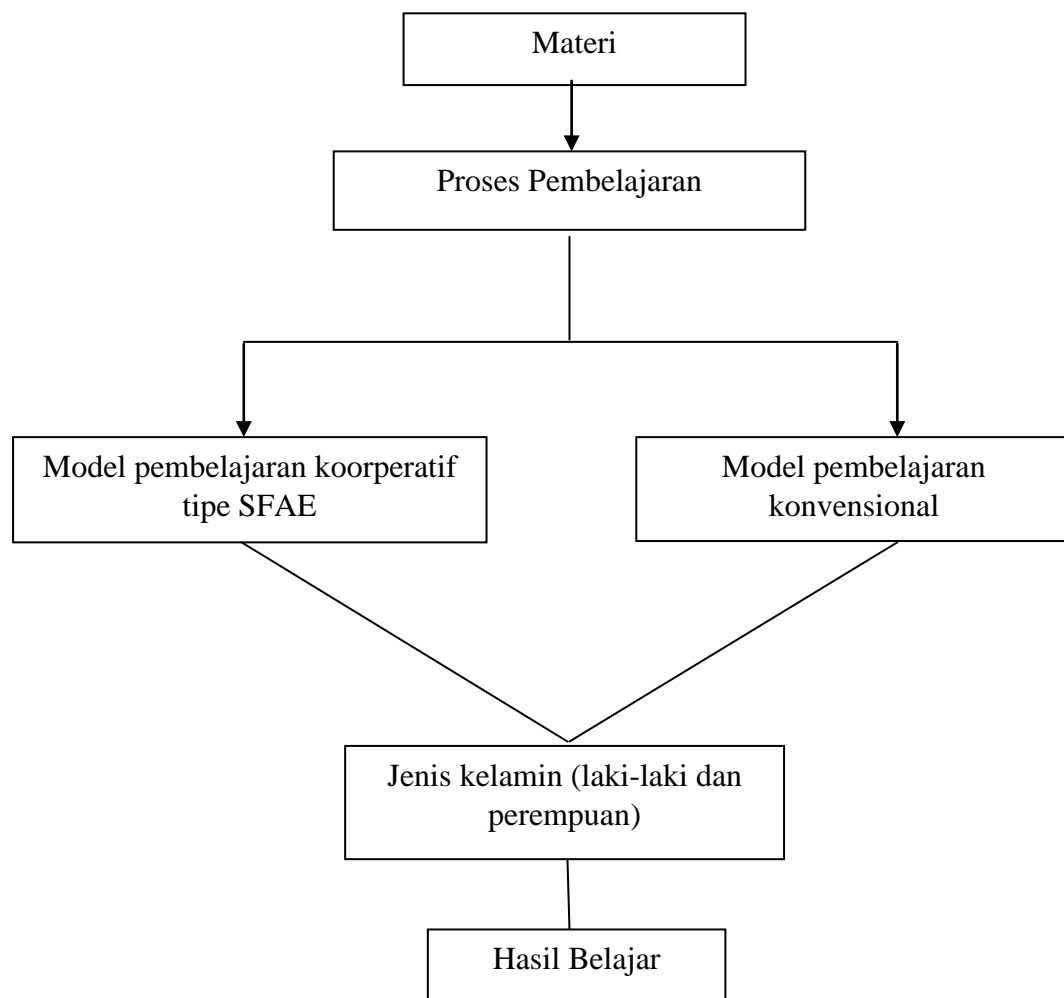 Materi
Proses Pembelajaran
Model pembelajaran koorperatif
tipe SFAE
Model pembelajaran
konvensional
Jenis kelamin (laki-laki dan
perempuan)
Hasil Belajar